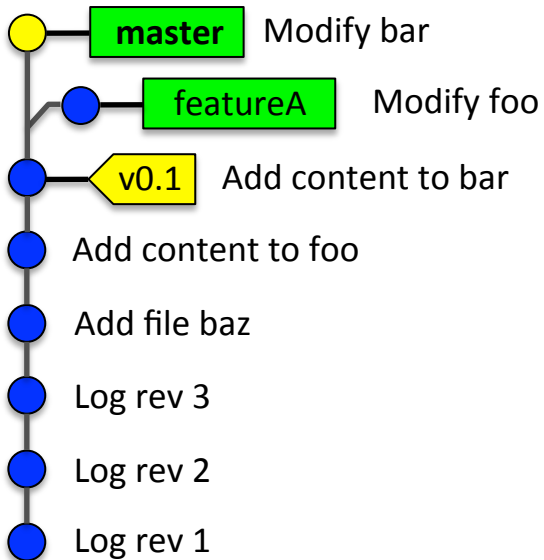 master Modify bar
featureA Modify foo
v0.1 Add content to bar
Add content to foo
Add file baz
Log rev 3
Log rev 2
Log rev 1